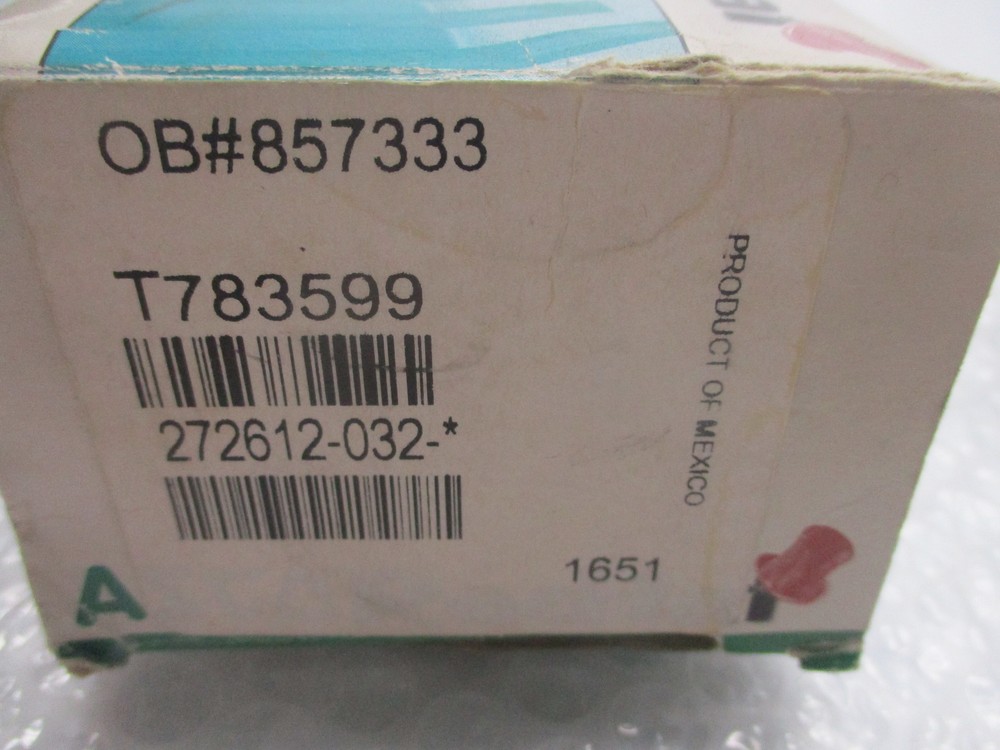 OB#857333
T783599
272612-032-*
PRODUCT OF MEXICO
1651
A